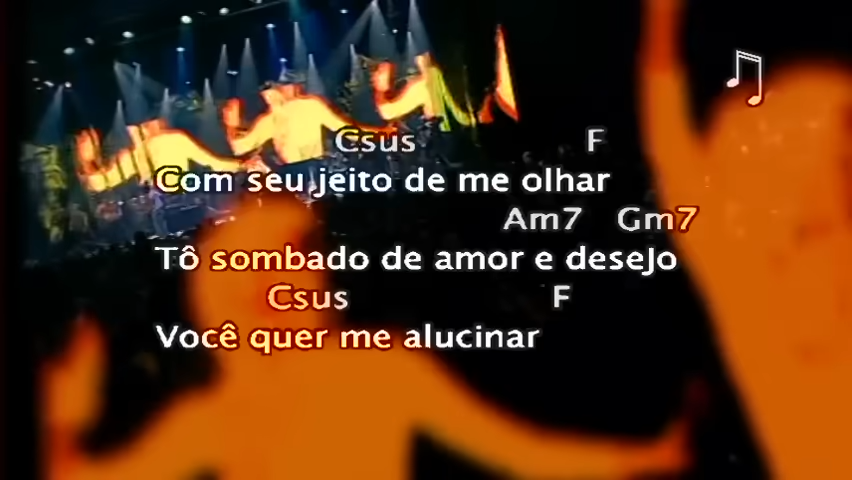 Csus F
Com seu jeito de me olhar
Am7 Gm7
Tô sombado de amor e desejo
Csus F
Você quer me alucinar